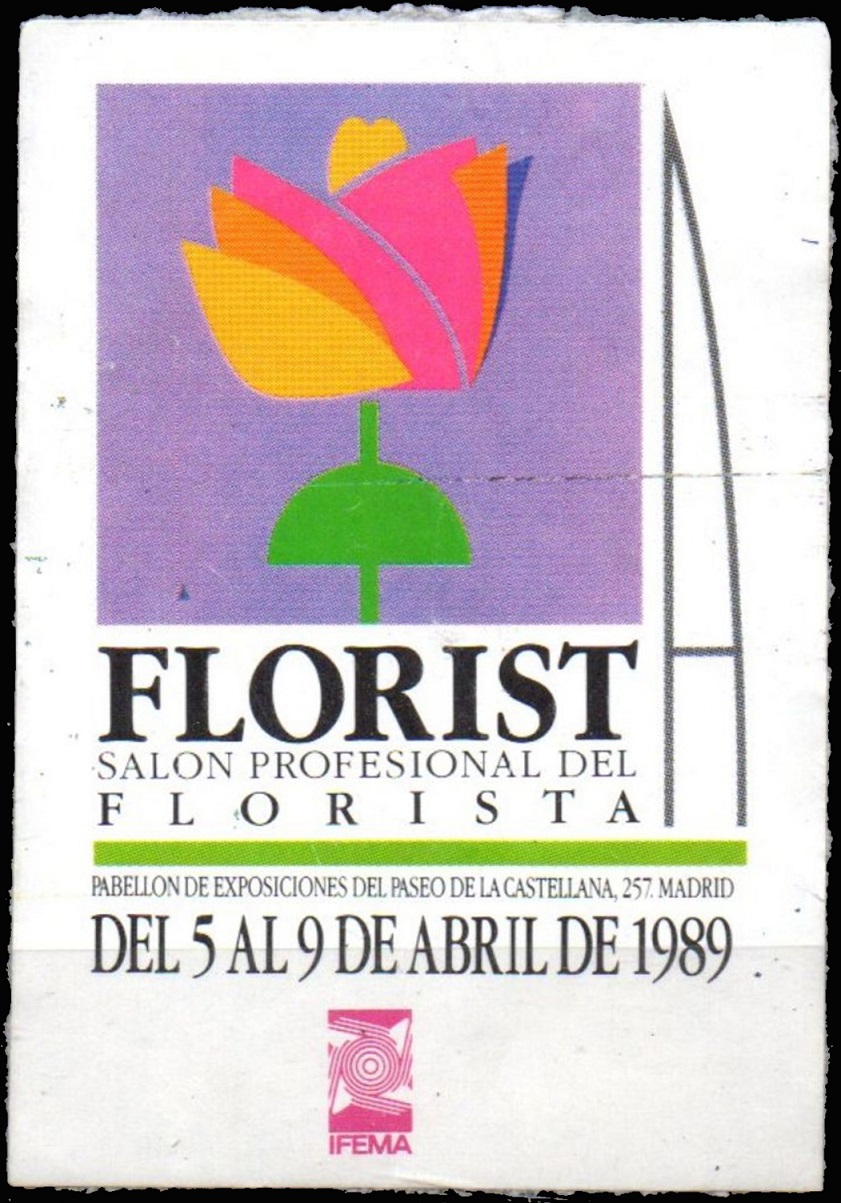 FLORISTA
SALON PROFESIONAL DEL
FLORISTA
PABELLON DE EXPOSICIONES DEL PASEO DE LA CASTELLANA, 257. MADRID
DEL 5 AL 9 DE ABRIL DE 1989
IFEMA